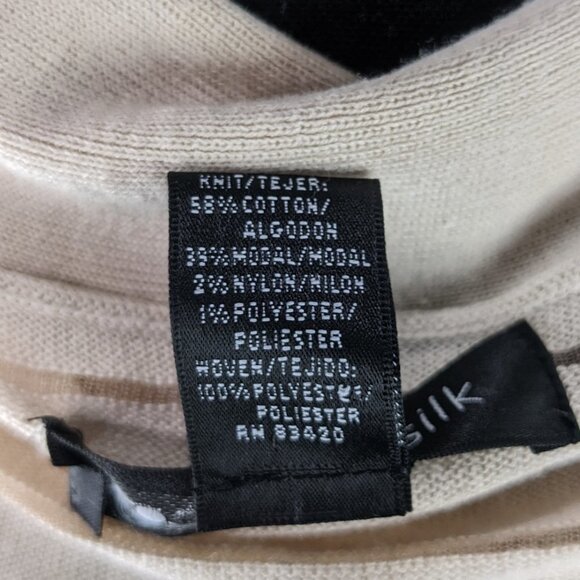 KNIT/TEJER:
58% COTTON/
ALGODON
39% MODAL/MODAL
2% NYLON/NILON
1% POLYESTER/
POLIESTER
WOVEN/TEJIDO:
100% POLYESTER/
POLIESTER
RN 83420
silk